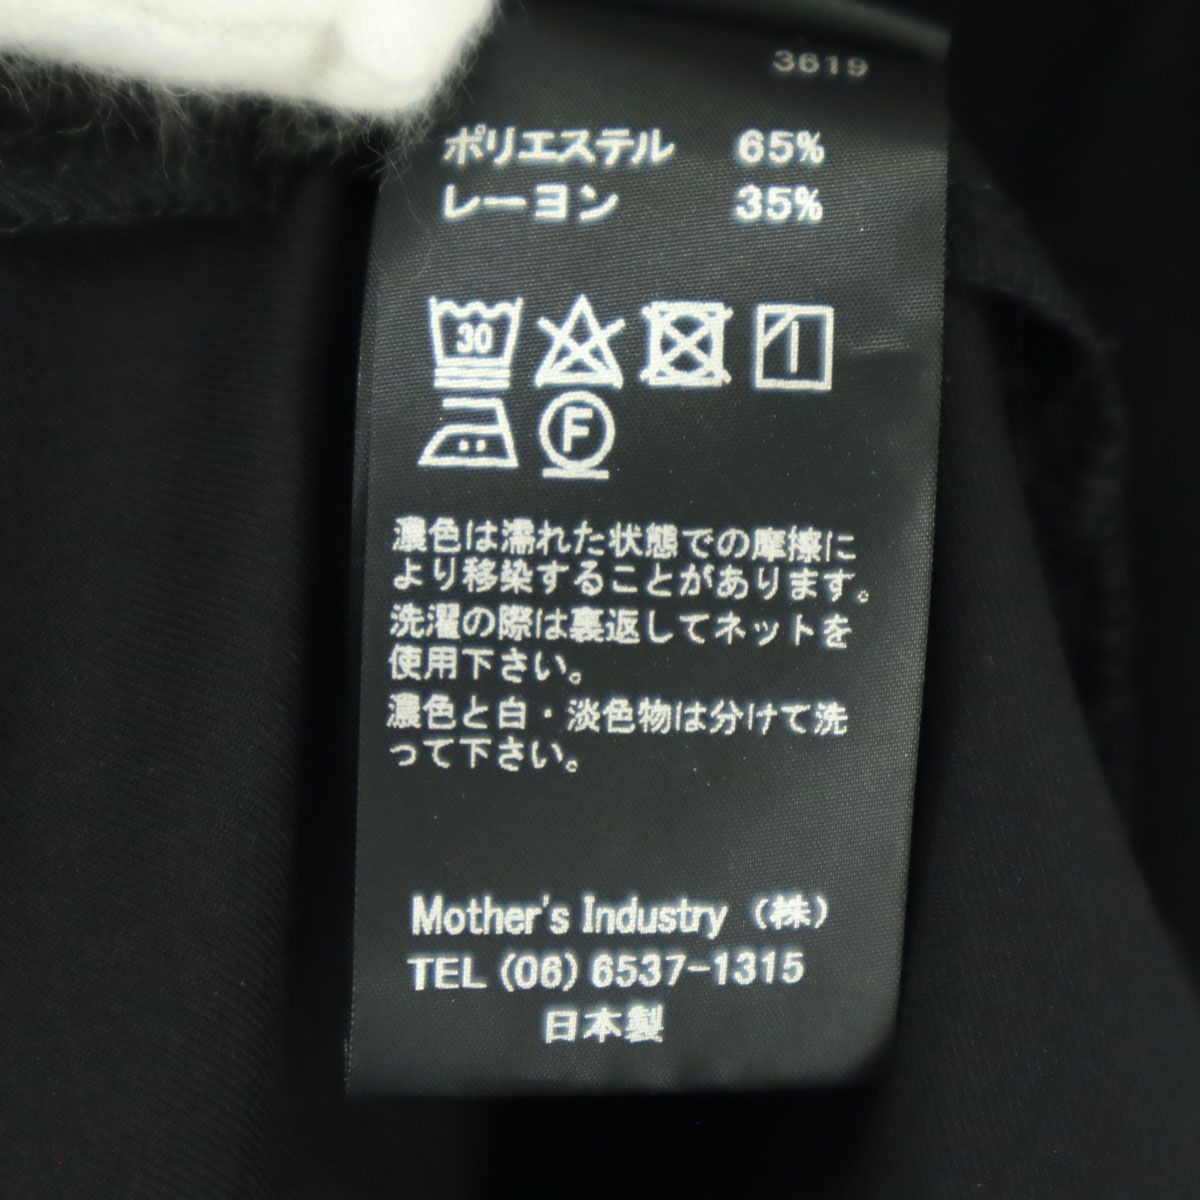 3619
ポリエステル 65%
レーヨン 35%
30
F
濃色は濡れた状態での摩擦に
より移染することがあります。
洗濯の際は裏返してネットを
使用下さい。
濃色と白・淡色物は分けて洗
って下さい。
Mother's Industry（株）
TEL (06) 6537-1315
日本製